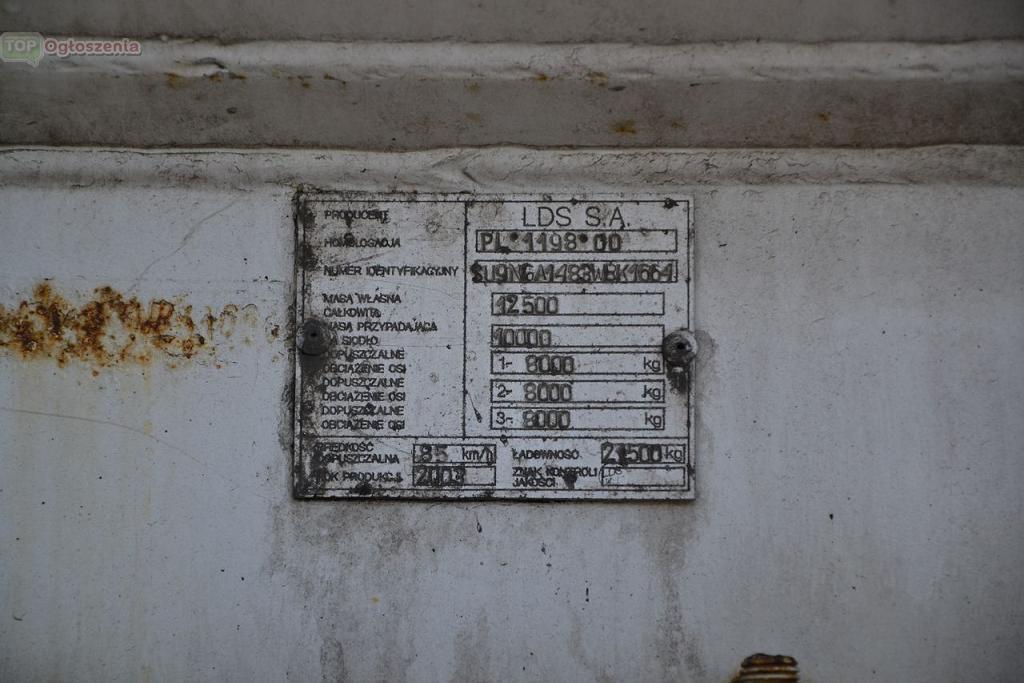 TOP Ogłoszenia
PRODUCENT LDS S.A.
HOMOLOGACJA PL*1198*00
NUMER IDENTYFIKACYJNY SU9NGA1483WBK1664
MASA WŁASNA 12500
CAŁKOWITA
MASA PRZYPADAJĄCA
NA SIODŁO 10000
DOPUSZCZALNE
OBCIĄŻENIE OSI 1- 8000 kg
DOPUSZCZALNE
OBCIĄŻENIE OSI 2- 8000 kg
DOPUSZCZALNE
OBCIĄŻENIE OSI 3- 8000 kg
PRĘDKOŚĆ
DOPUSZCZALNA 85 km/h ŁADOWNOŚĆ 21500 kg
ROK PRODUKCJI 2003 ZNAK KONTROLI
JAKOŚCI LDS